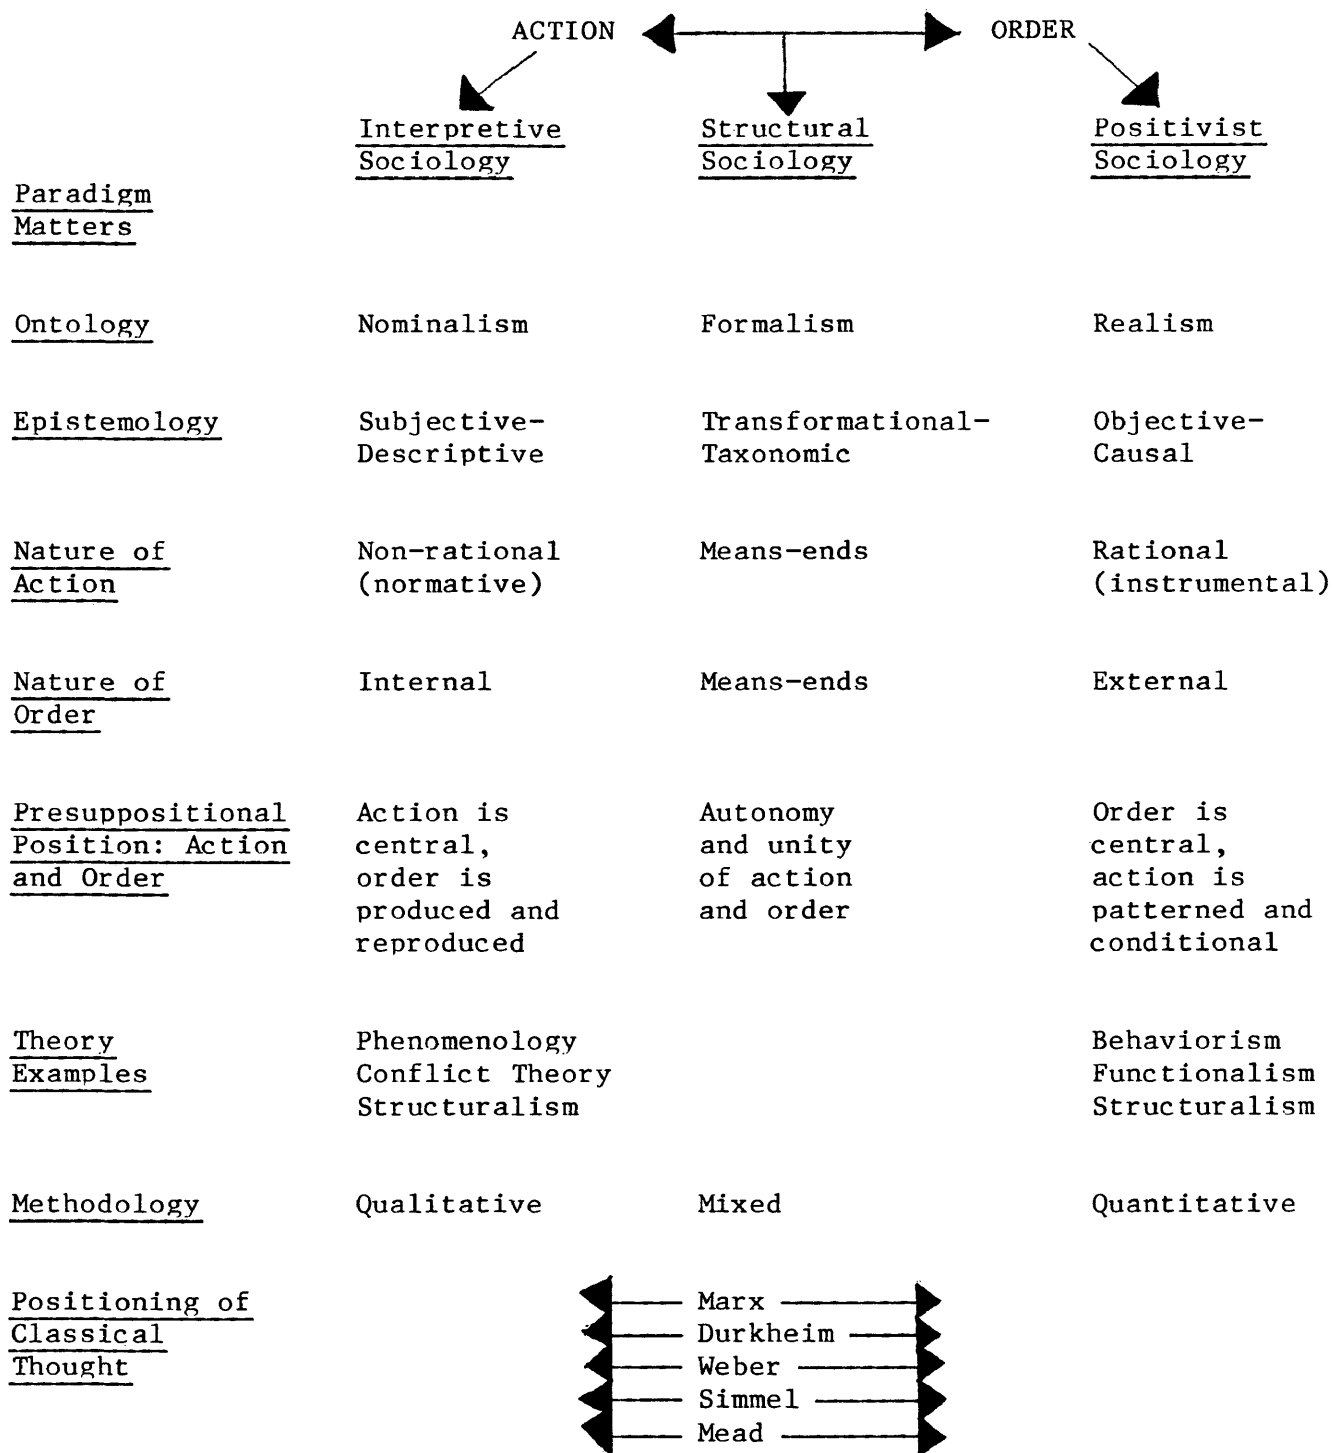 ACTION ORDER
Interpretive Structural Positivist
Sociology Sociology Sociology
Paradigm
Matters
Ontology Nominalism Formalism Realism
Epistemology Subjective- Transformational- Objective-
Descriptive Taxonomic Causal
Nature of Non-rational Means-ends Rational
Action (normative) (instrumental)
Nature of Internal Means-ends External
Order
Presuppositional Action is Autonomy Order is
Position: Action central, and unity central,
and Order order is of action action is
produced and and order patterned and
reproduced conditional
Theory Phenomenology Behaviorism
Examples Conflict Theory Functionalism
Structuralism Structuralism
Methodology Qualitative Mixed Quantitative
Positioning of Marx
Classical Durkheim
Thought Weber
Simmel
Mead